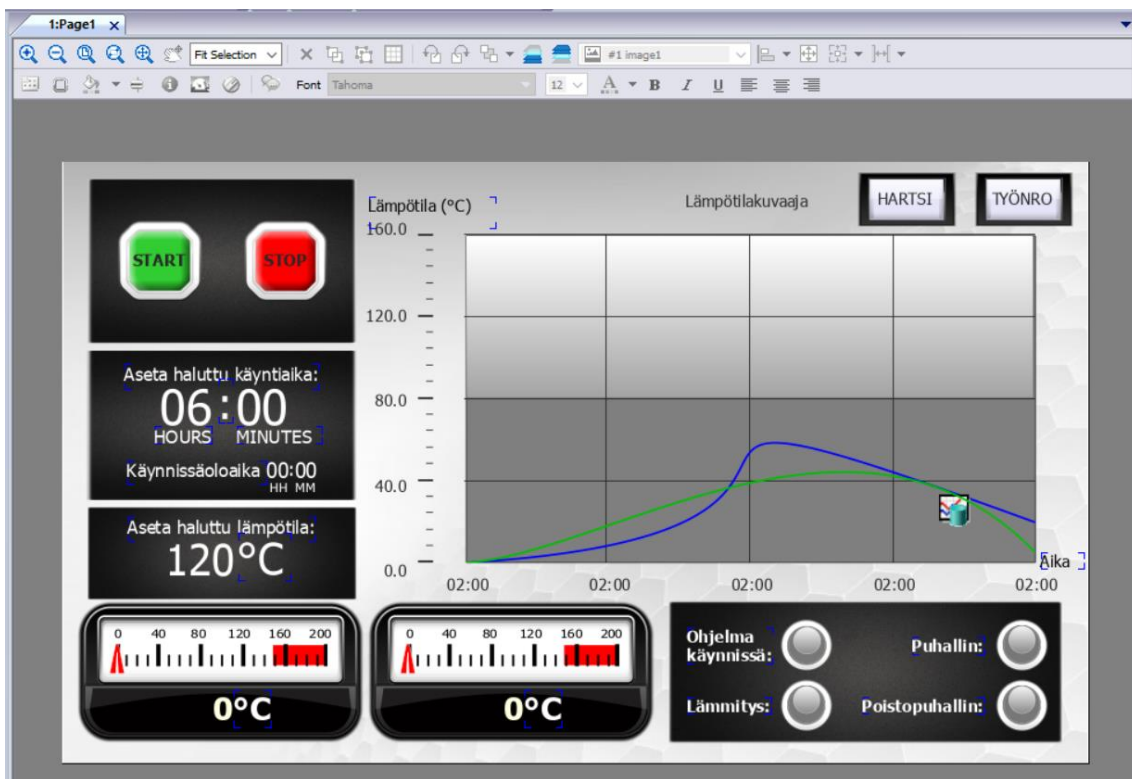 1:Page1
Fit Selection
#1 image1
Font
Tahoma
12
A
B
I
U
START
STOP
Lämpötila (°C)
Lämpötilakuvaaja
HARTSI
TYÖNRO
160.0
120.0
80.0
40.0
0.0
02:00
02:00
02:00
02:00
02:00
Aika
Aseta haluttu käyntiaika:
06:00
HOURS MINUTES
Käynnissäoloaika 00:00
HH MM
Aseta haluttu lämpötila:
120°C
0 40 80 120 160 200
0°C
0 40 80 120 160 200
0°C
Ohjelma
käynnissä:
Puhallin:
Lämmitys:
Poistopuhallin: